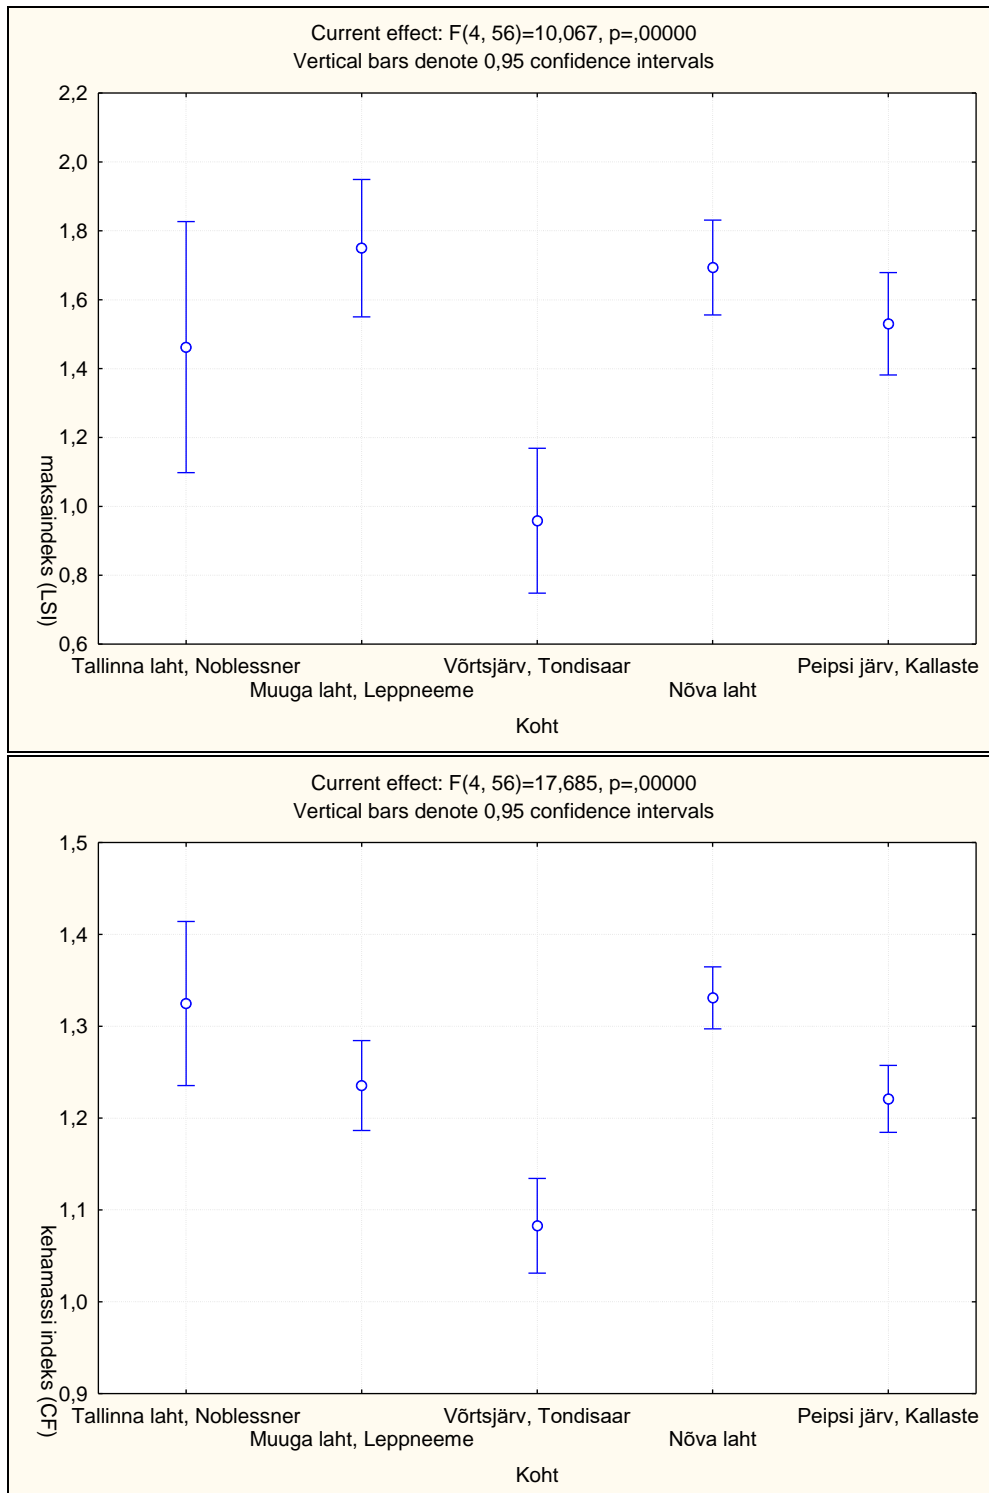 Current effect: F(4, 56)=10,067, p=,00000
Vertical bars denote 0,95 confidence intervals
2,2
2,0
1,8
1,6
1,4
1,2
1,0
0,8
0,6
maksaindeks (LSI)
Tallinna laht, Noblessner
Võrtsjärv, Tondisaar
Peipsi järv, Kallaste
Muuga laht, Leppneeme
Nõva laht
Koht
Current effect: F(4, 56)=17,685, p=,00000
Vertical bars denote 0,95 confidence intervals
1,5
1,4
1,3
1,2
1,1
1,0
0,9
kehamassi indeks (CF)
Tallinna laht, Noblessner
Võrtsjärv, Tondisaar
Peipsi järv, Kallaste
Muuga laht, Leppneeme
Nõva laht
Koht